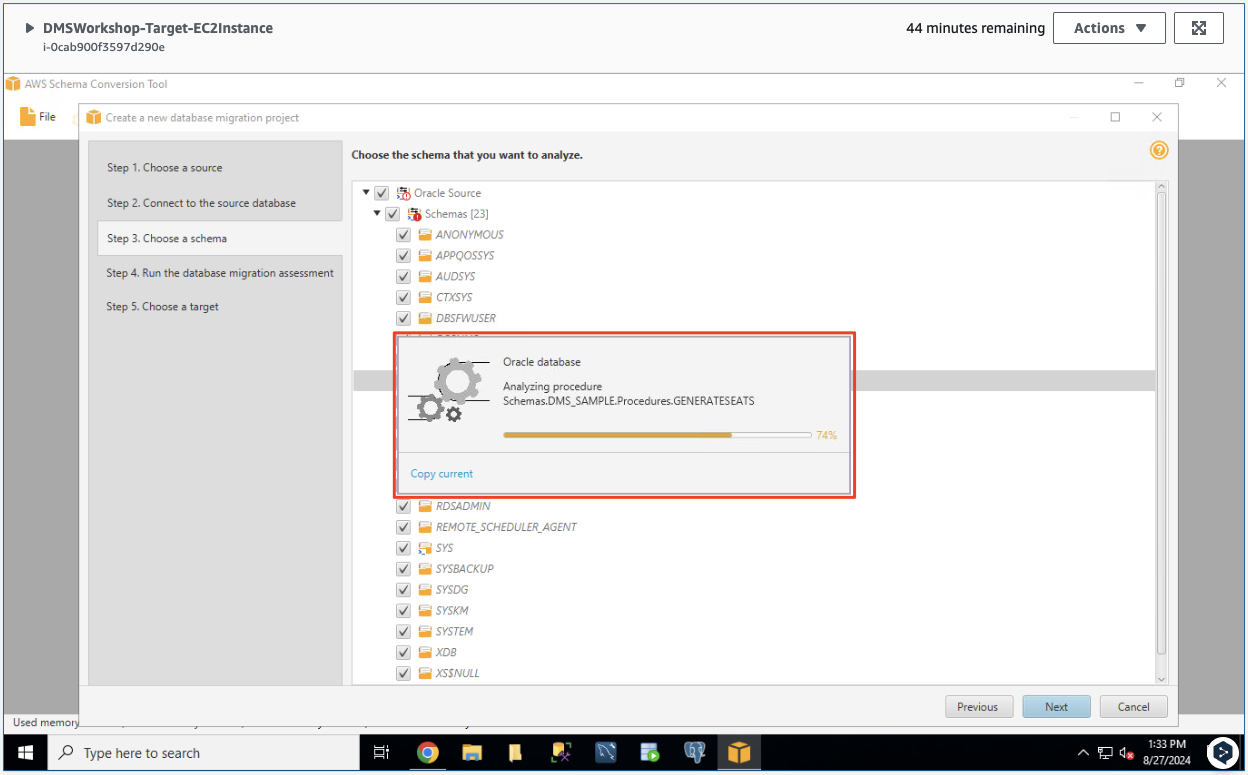 DMSWorkshop-Target-EC2Instance
i-0cab900f3597d290e
44 minutes remaining
Actions
AWS Schema Conversion Tool
File
Create a new database migration project
Step 1. Choose a source
Step 2. Connect to the source database
Step 3. Choose a schema
Step 4. Run the database migration assessment
Step 5. Choose a target
Choose the schema that you want to analyze.
Oracle Source
Schemas [23]
ANONYMOUS
APPQOSSYS
AUDSYS
CTXSYS
DBSFWUSER
Oracle database
Analyzing procedure
Schemas.DMS_SAMPLE.Procedures.GENERATESEATS
74%
Copy current
RDSADMIN
REMOTE_SCHEDULER_AGENT
SYS
SYSBACKUP
SYSDG
SYSKM
SYSTEM
XDB
XS$NULL
Previous
Next
Cancel
Used memory
Type here to search
1:33 PM
8/27/2024